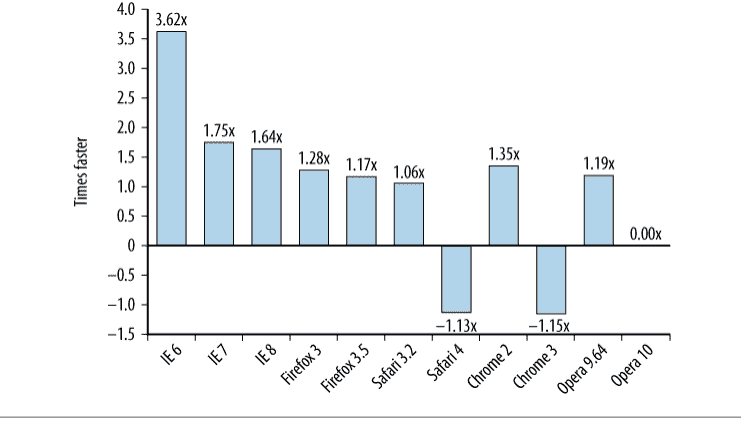 4.0
3.5
3.0
2.5
2.0
1.5
1.0
0.5
0
−0.5
−1.0
−1.5
Times faster
3.62x
1.75x
1.64x
1.28x
1.17x
1.06x
−1.13x
1.35x
−1.15x
1.19x
0.00x
IE 6
IE 7
IE 8
Firefox 3
Firefox 3.5
Safari 3.2
Safari 4
Chrome 2
Chrome 3
Opera 9.64
Opera 10